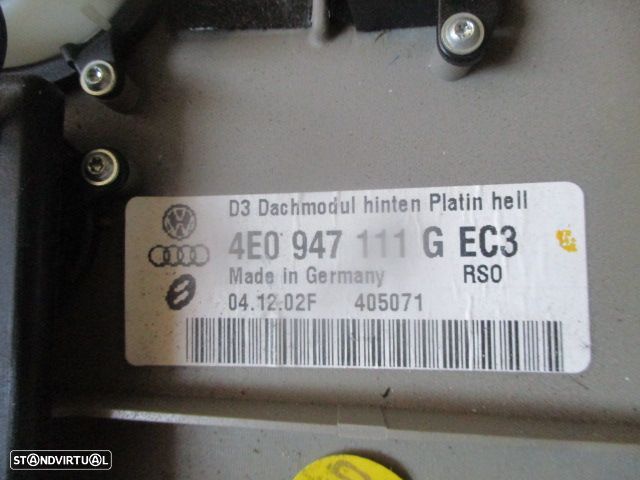 D3 Dachmodul hinten Platin hell
4E0 947 111 G EC3
Made in Germany RSO
04.12.02F 405071
STANDVIRTUAL